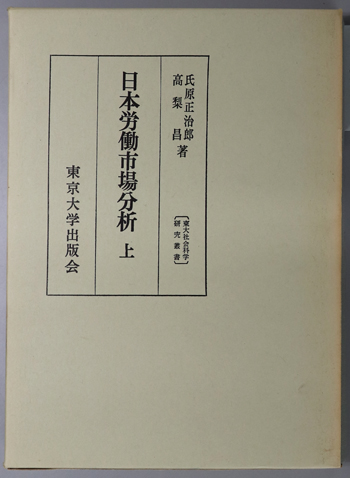 氏原正治郎
高梨昌 著
〔東大社会科学
研究叢書〕
日本労働市場分析 上
東京大学出版会